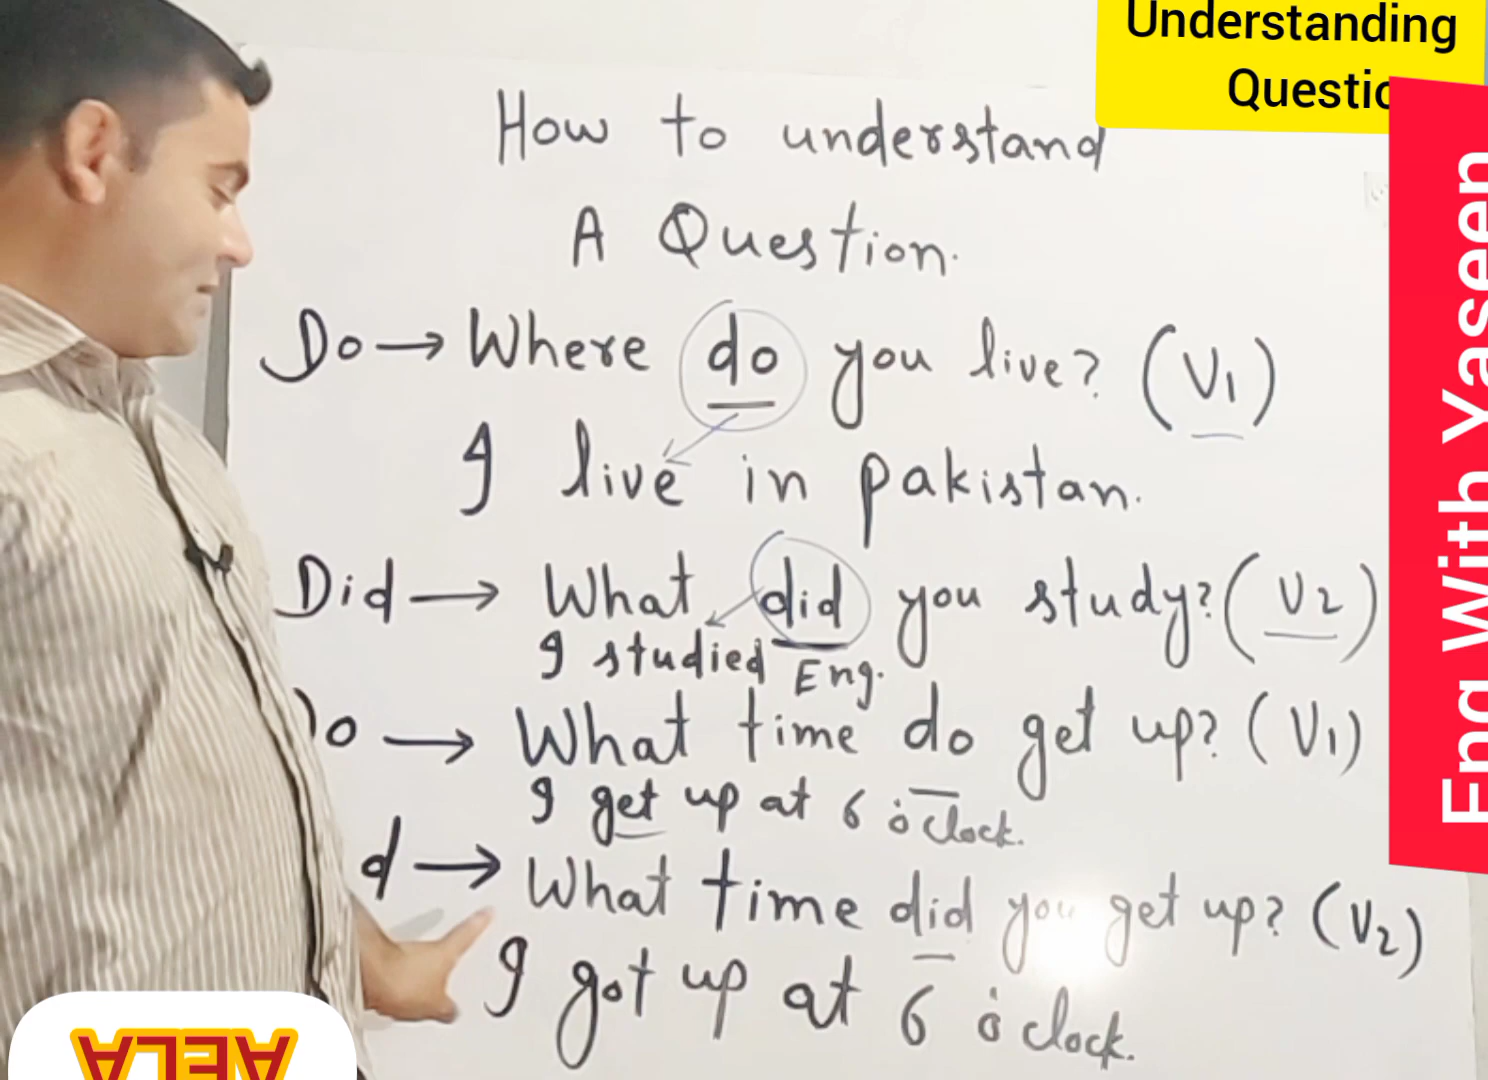 Understanding
Questio
How to understand
A Question.
Do → Where do you live? (V1)
I live in pakistan.
Did → What did you study? (V2)
I studied Eng.
Do → What time do get up? (V1)
I get up at 6 o'clock.
d → What time did you get up? (V2)
I got up at 6 o'clock.
Eng With Yaseen
AELA